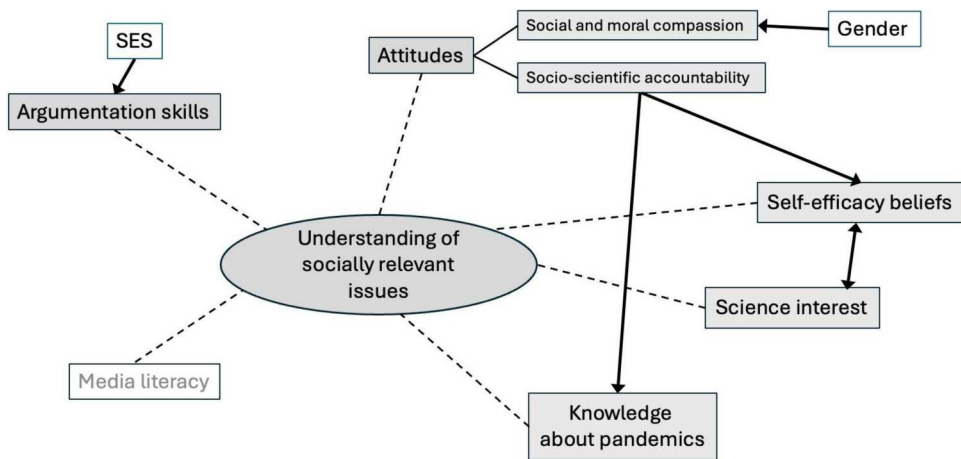 SES
Attitudes
Social and moral compassion
Gender
Socio-scientific accountability
Argumentation skills
Self-efficacy beliefs
Understanding of
socially relevant
issues
Science interest
Media literacy
Knowledge
about pandemics